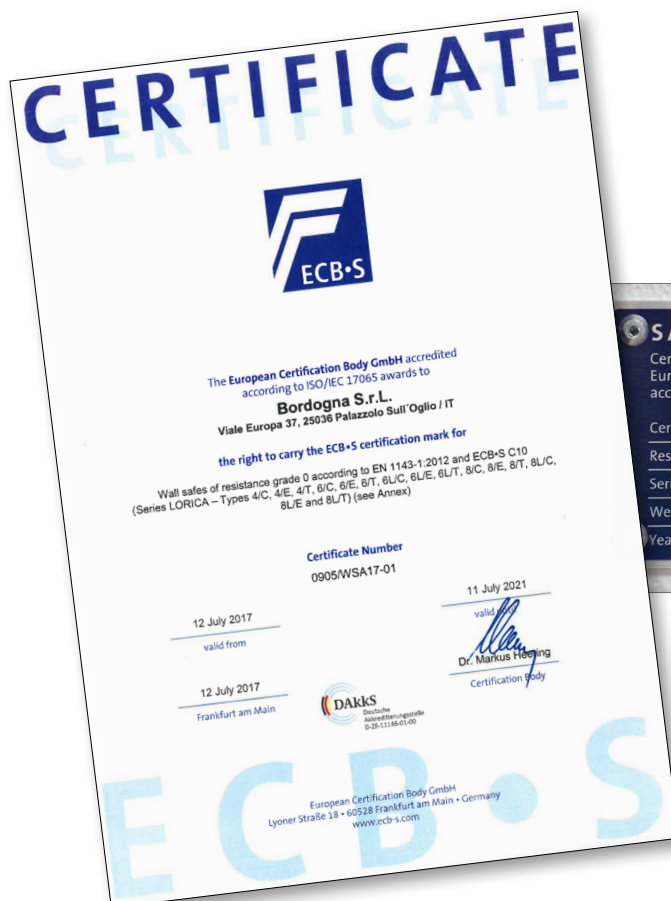 CERTIFICATE
CERTIFICATE
ECB•S
The European Certification Body GmbH accredited
according to ISO/IEC 17065 awards to
Bordogna S.r.L.
Viale Europa 37, 25036 Palazzolo Sull´Oglio / IT
the right to carry the ECB•S certification mark for
Wall safes of resistance grade 0 according to EN 1143-1:2012 and ECB•S C10
(Series LORICA – Types 4/C, 4/E, 4/T, 6/C, 6/E, 6/T, 6L/C, 6L/E, 6L/T, 8/C, 8/E, 8/T, 8L/C,
8L/E and 8L/T) (see Annex)
Certificate Number
0905/WSA17-01
12 July 2017
valid from
11 July 2021
valid
12 July 2017
Frankfurt am Main
Dr. Markus Heering
Certification Body
DAkkS
Deutsche
Akkreditierungsstelle
D-ZE-11146-01-00
European Certification Body GmbH
Lyoner Straße 18 • 60528 Frankfurt am Main • Germany
www.ecb-s.com
ECB•S
SA
Cer
Eur
acc
Cer
Res
Seri
We
Yea